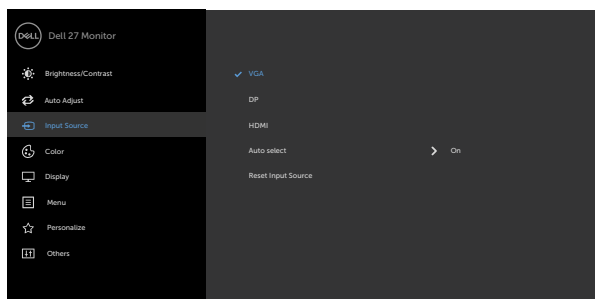 DELL Dell 27 Monitor
Brightness/Contrast
Auto Adjust
Input Source
Color
Display
Menu
Personalize
Others
VGA
DP
HDMI
Auto select On
Reset Input Source